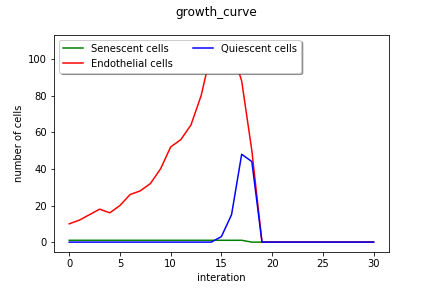 growth_curve
Senescent cells
Endothelial cells
Quiescent cells
number of cells
100
80
60
40
20
0
0 5 10 15 20 25 30
interation